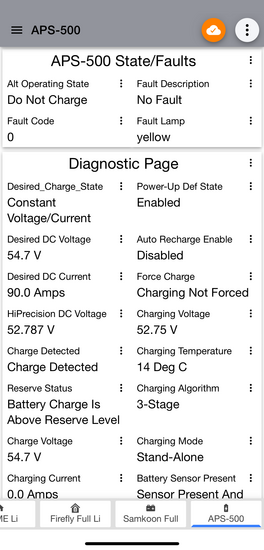 APS-500
APS-500 State/Faults
Alt Operating State
Fault Description
Do Not Charge
No Fault
Fault Code
Fault Lamp
0
yellow
Diagnostic Page
Desired_Charge_State
Power-Up Def State
Constant
Voltage/Current
Enabled
Desired DC Voltage
Auto Recharge Enable
54.7 V
Disabled
Desired DC Current
Force Charge
90.0 Amps
Charging Not Forced
HiPrecision DC Voltage
Charging Voltage
52.787 V
52.75 V
Charge Detected
Charging Temperature
Charge Detected
14 Deg C
Reserve Status
Charging Algorithm
Battery Charge Is
Above Reserve Level
3-Stage
Charge Voltage
Charging Mode
54.7 V
Stand-Alone
Charging Current
Battery Sensor Present
0.0 Amps
Sensor Present And
ME Li
Firefly Full Li
Samkoon Full
APS-500